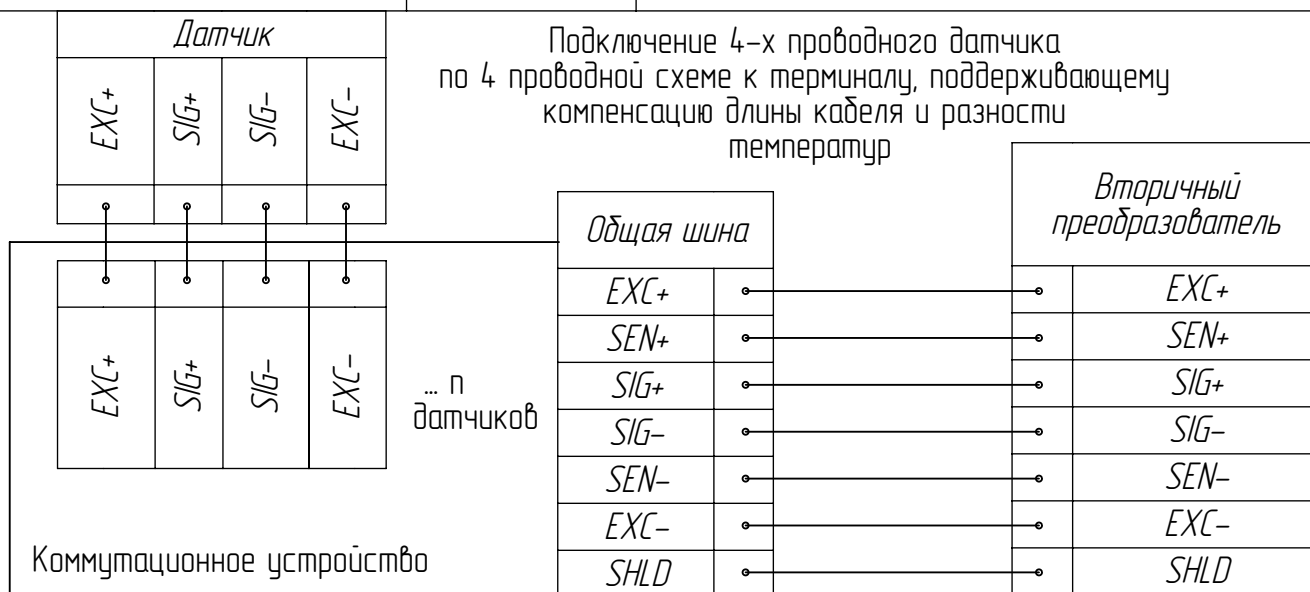 Датчик
EXC+
SIG+
SIG-
EXC-
Подключение 4-х проводного датчика
по 4 проводной схеме к терминалу, поддерживающему
компенсацию длины кабеля и разности
температур
EXC+
SIG+
SIG-
EXC-
... n
датчиков
Коммутационное устройство
Общая шина
EXC+
SEN+
SIG+
SIG-
SEN-
EXC-
SHLD
Вторичный
преобразователь
EXC+
SEN+
SIG+
SIG-
SEN-
EXC-
SHLD